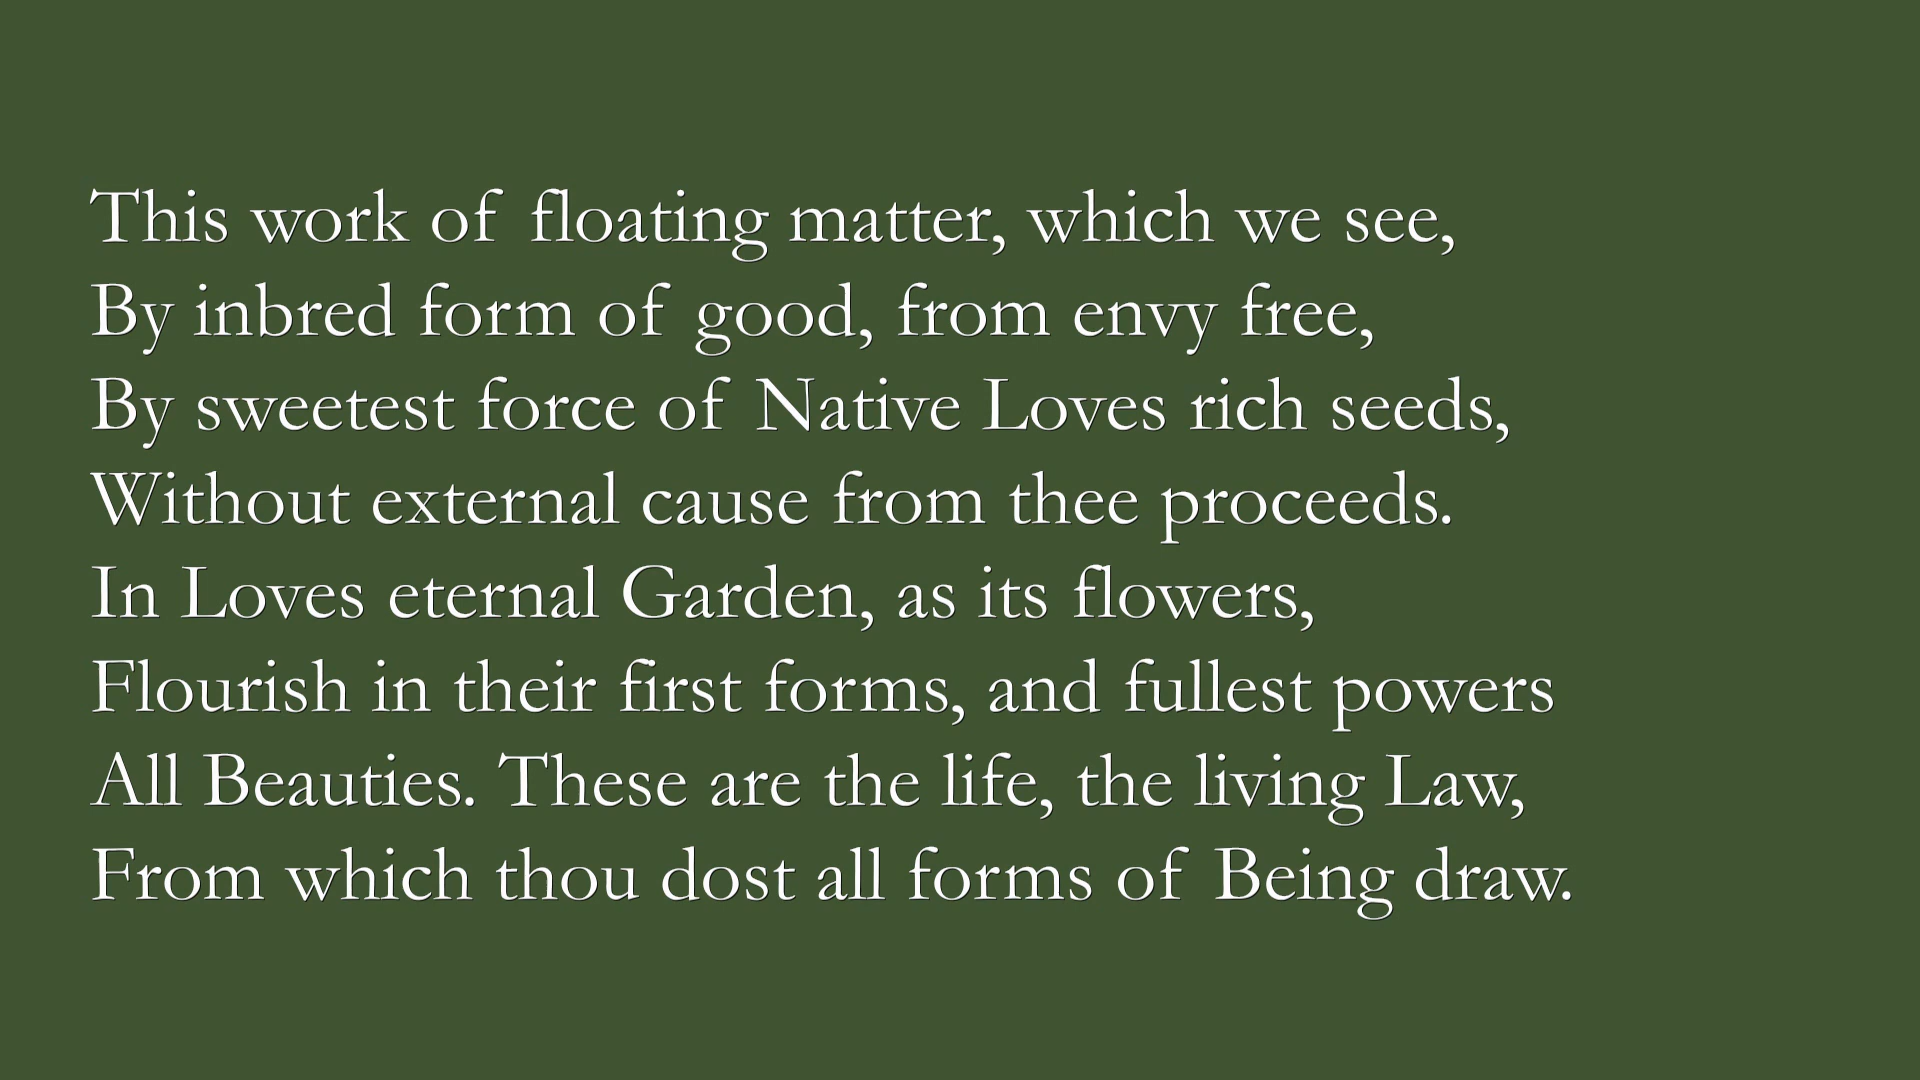 This work of floating matter, which we see,
By inbred form of good, from envy free,
By sweetest force of Native Loves rich seeds,
Without external cause from thee proceeds.
In Loves eternal Garden, as its flowers,
Flourish in their first forms, and fullest powers
All Beauties. These are the life, the living Law,
From which thou dost all forms of Being draw.